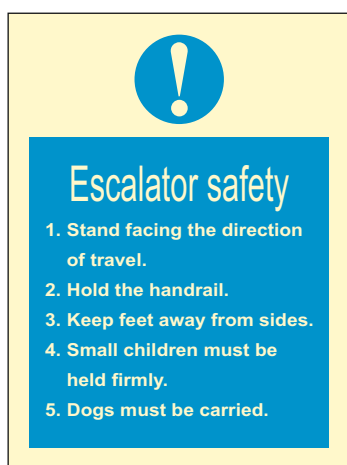 Escalator safety
1. Stand facing the direction
of travel.
2. Hold the handrail.
3. Keep feet away from sides.
4. Small children must be
held firmly.
5. Dogs must be carried.